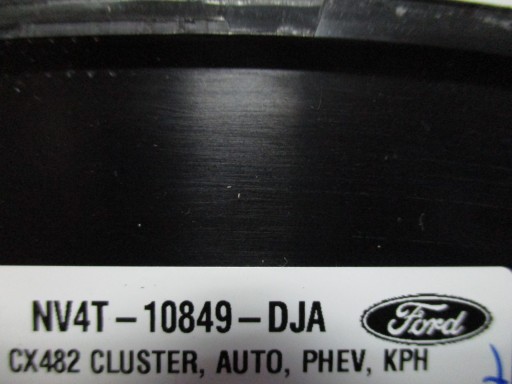 NV4T-10849-DJA Ford
CX482 CLUSTER, AUTO, PHEV, KPH